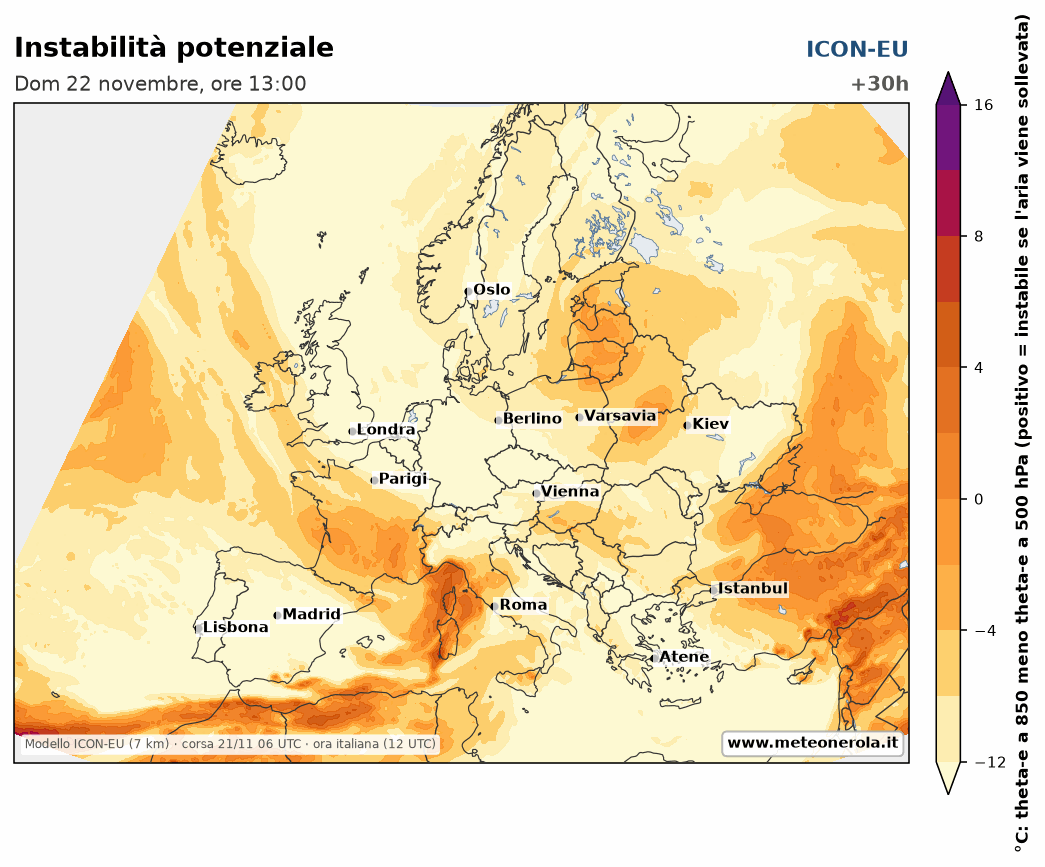 Instabilità potenziale
ICON-EU
Dom 22 novembre, ore 13:00
+30h
Oslo
Berlino
Varsavia
Kiev
Londra
Parigi
Vienna
Istanbul
Roma
Madrid
Lisbona
Atene
Modello ICON-EU (7 km) · corsa 21/11 06 UTC · ora italiana (12 UTC)
www.meteonerola.it
16
8
4
0
−4
−12
°C: theta-e a 850 meno theta-e a 500 hPa (positivo = instabile se l'aria viene sollevata)